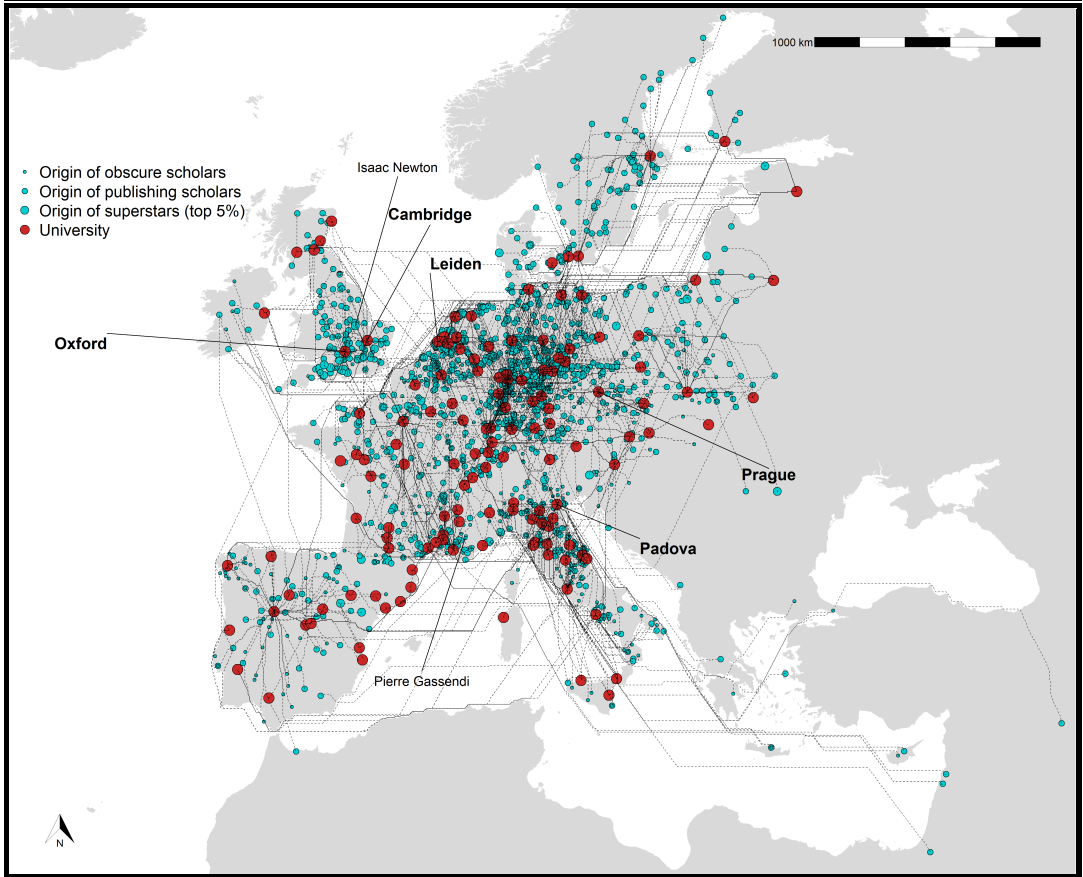 1000 km
Isaac Newton
Origin of obscure scholars
Origin of publishing scholars
Origin of superstars (top 5%)
University
Cambridge
Leiden
Oxford
Prague
Padova
Pierre Gassendi
N